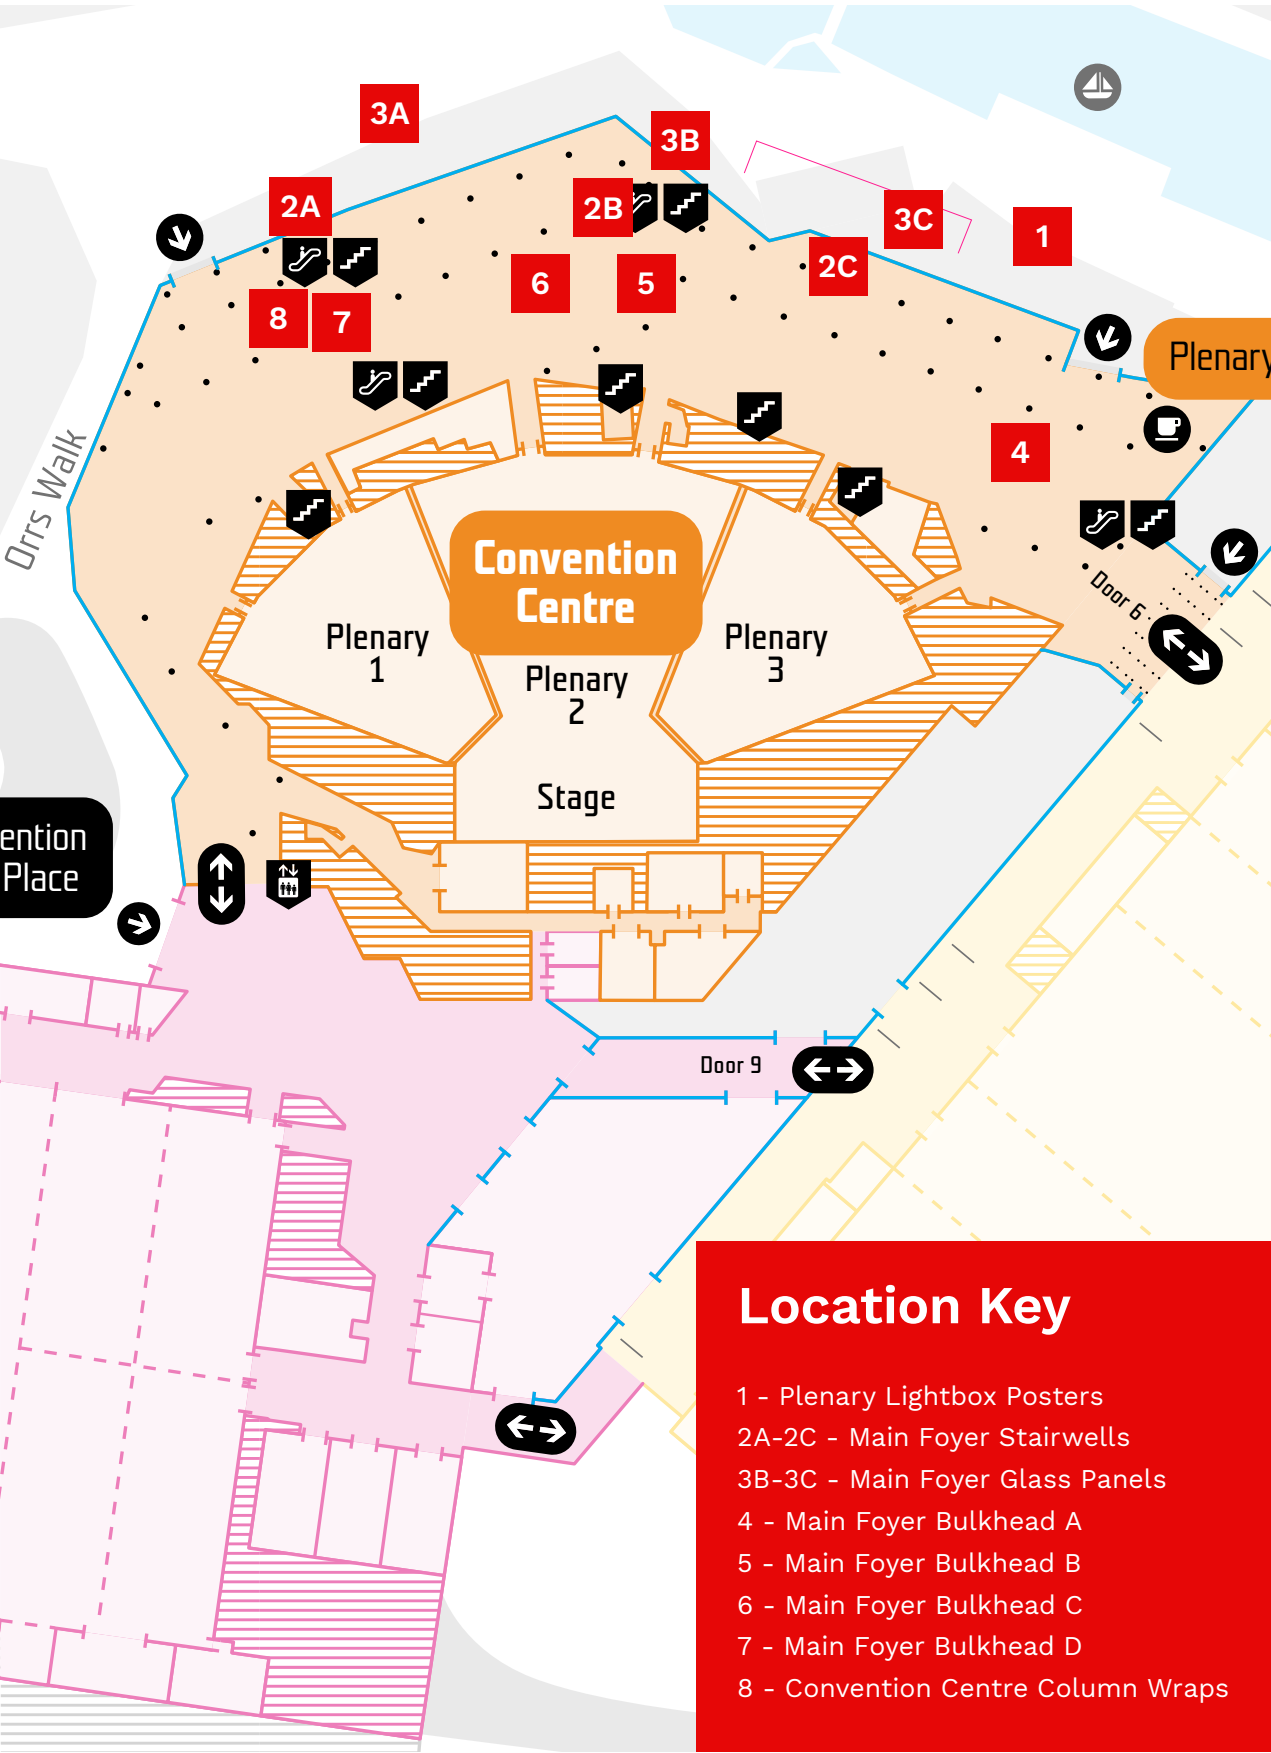 3A
3B
2A
2B
3C
1
2C
6
5
8
7
Plenary
Orrs Walk
4
Convention
Centre
Door 6
Plenary
1
Plenary
3
Plenary
2
Stage
ention
Place
Door 9
Location Key
1 - Plenary Lightbox Posters
2A-2C - Main Foyer Stairwells
3B-3C - Main Foyer Glass Panels
4 - Main Foyer Bulkhead A
5 - Main Foyer Bulkhead B
6 - Main Foyer Bulkhead C
7 - Main Foyer Bulkhead D
8 - Convention Centre Column Wraps